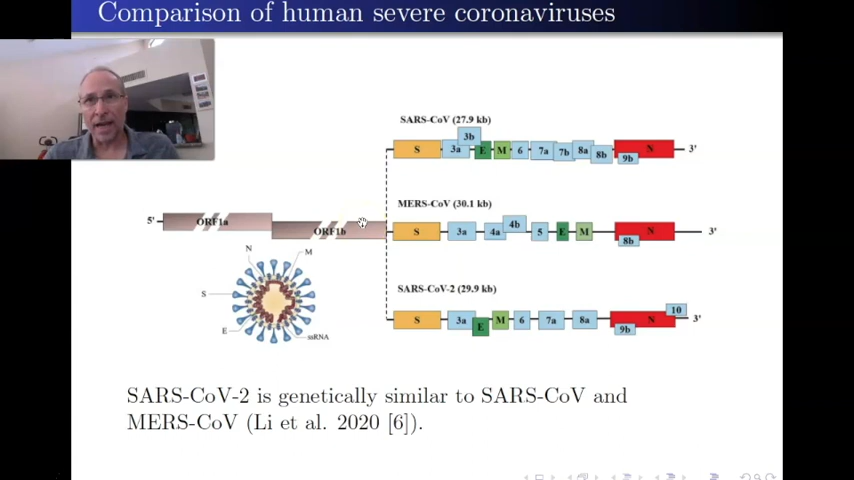 Comparison of human severe coronaviruses
SARS-CoV (27.9 kb)
3b
S 3a E M 6 7a 7b 8a 8b 9b N 3'
MERS-CoV (30.1 kb)
4b
S 3a 4a 5 E M 8b N 3'
5' ORF1a
ORF1b
SARS-CoV-2 (29.9 kb)
10
S 3a E M 6 7a 8a 9b N 3'
N
M
S
E
ssRNA
SARS-CoV-2 is genetically similar to SARS-CoV and
MERS-CoV (Li et al. 2020 [6]).